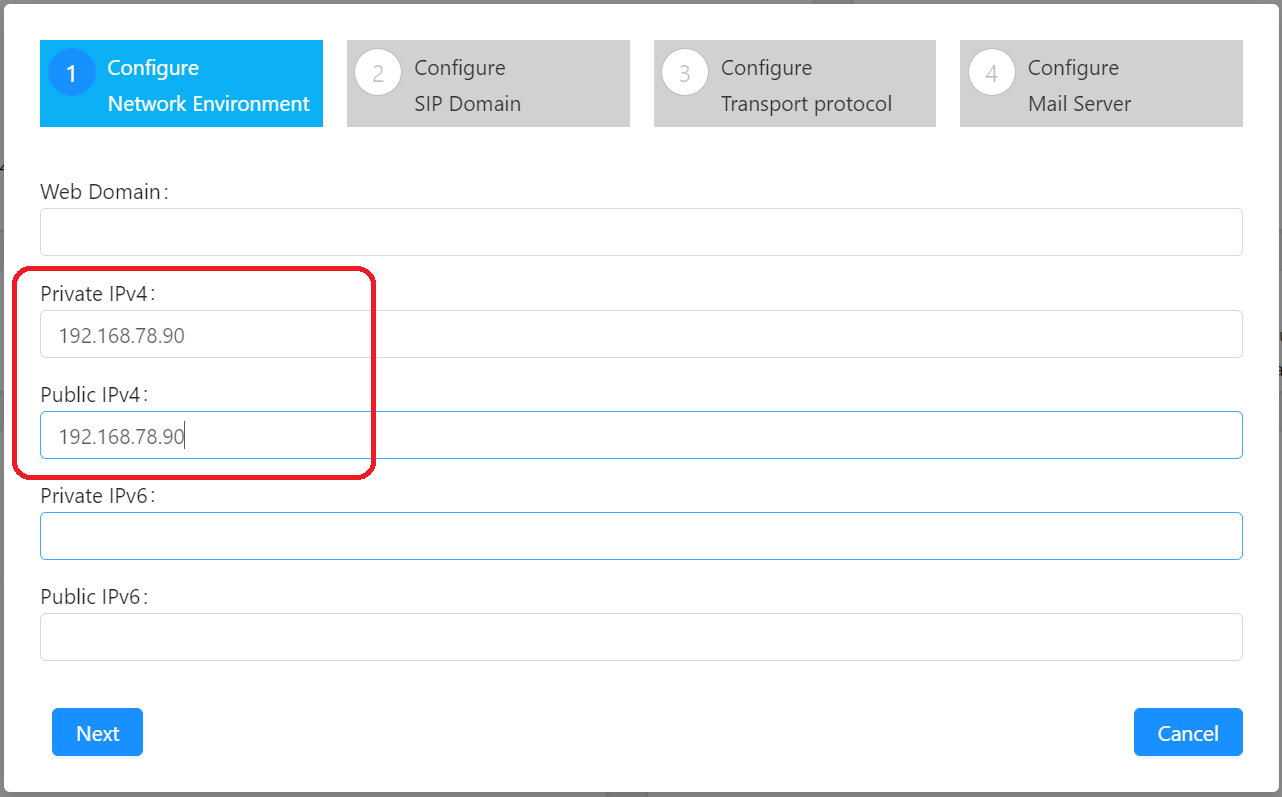 1
Configure
Network Environment
2
Configure
SIP Domain
3
Configure
Transport protocol
4
Configure
Mail Server
Web Domain:
Private IPv4:
192.168.78.90
Public IPv4:
192.168.78.90
Private IPv6:
Public IPv6:
Next
Cancel